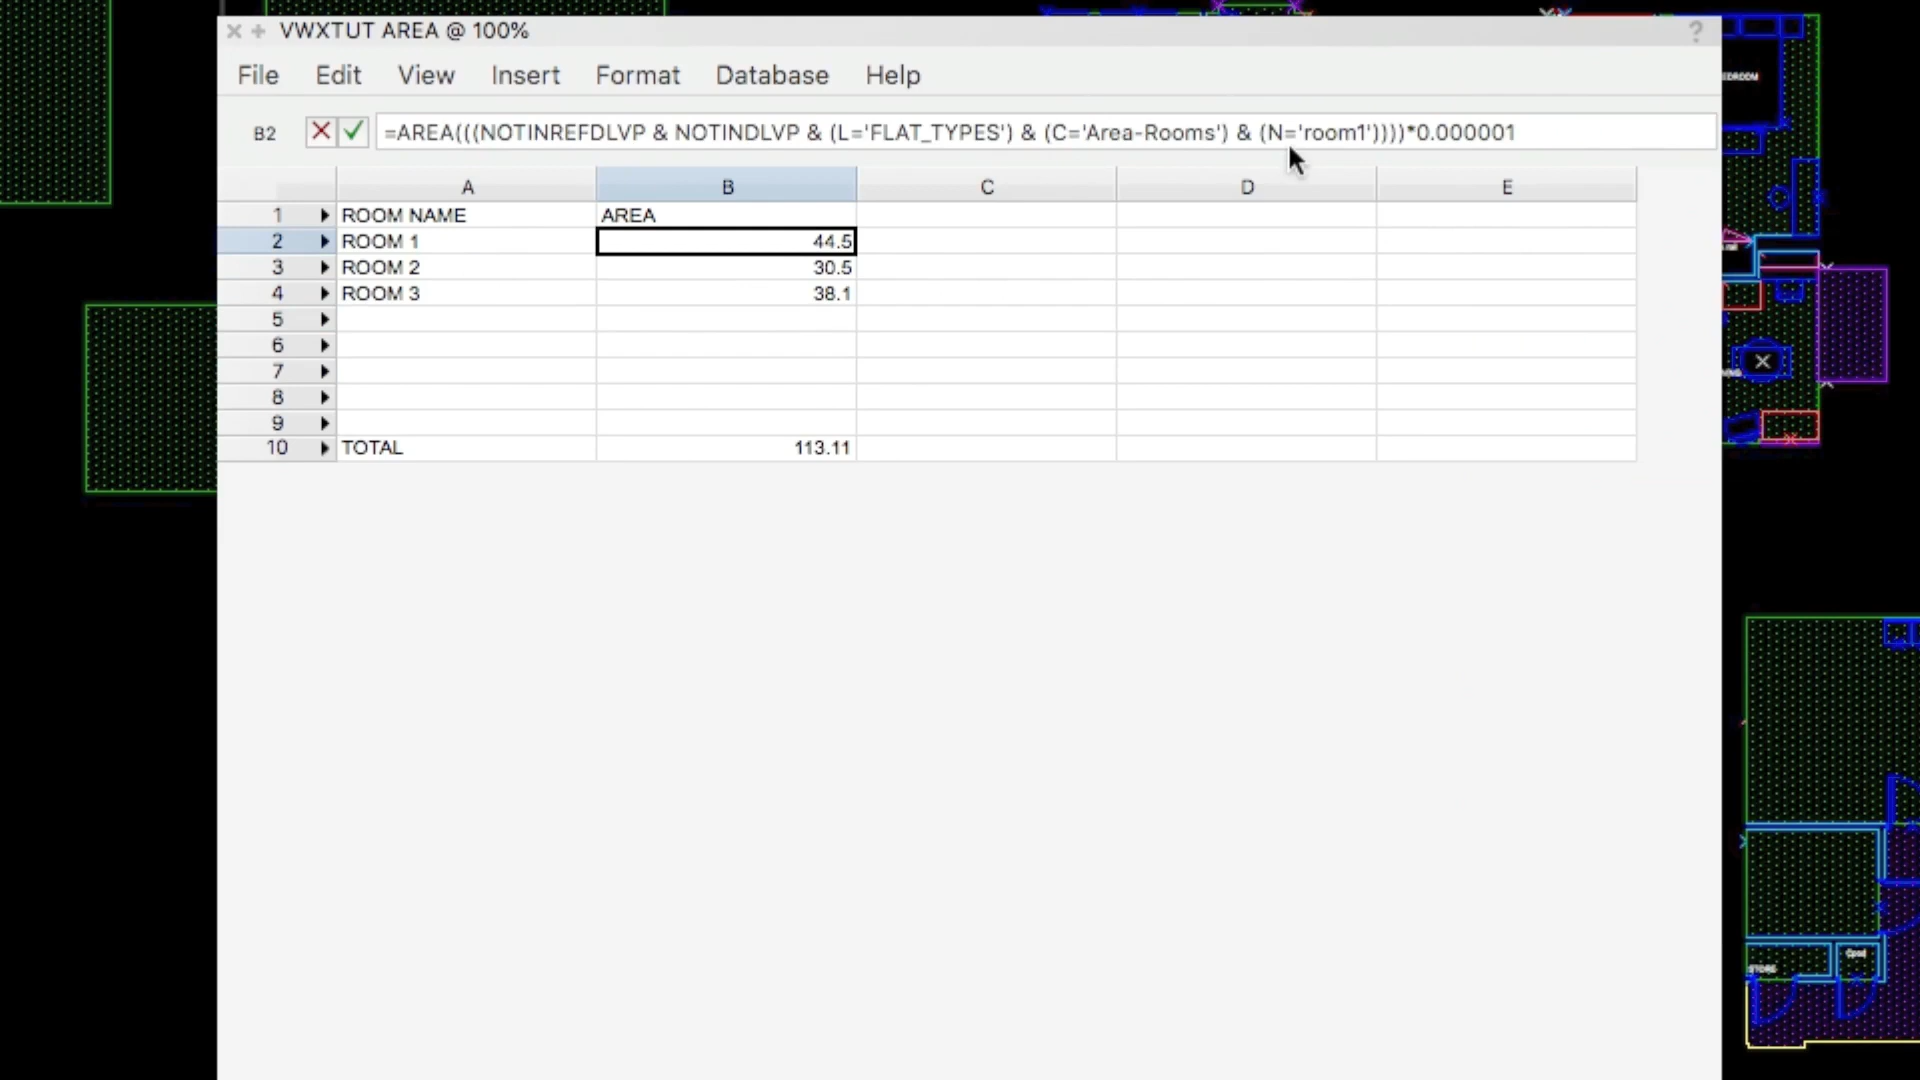 VWXTUT AREA @ 100%
?
File Edit View Insert Format Database Help
B2 =AREA(((NOTINREFDLVP & NOTINDLVP & (L='FLAT_TYPES') & (C='Area-Rooms') & (N='room1'))))*0.000001
A B C D E
1 ROOM NAME AREA
2 ROOM 1 44.5
3 ROOM 2 30.5
4 ROOM 3 38.1
5
6
7
8
9
10 TOTAL 113.11
STORE
Cpsd